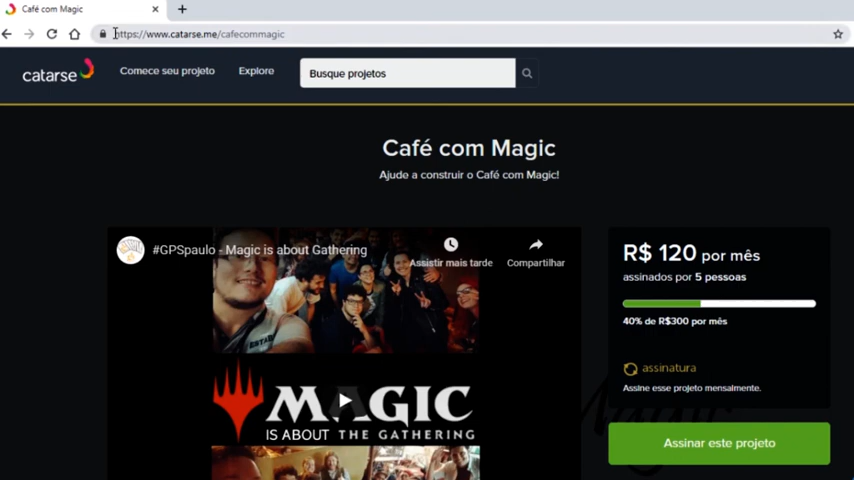 Café com Magic
https://www.catarse.me/cafecommagic
catarse
Comece seu projeto
Explore
Busque projetos
Café com Magic
Ajude a construir o Café com Magic!
#GPSpaulo - Magic is about Gathering
Assistir mais tarde
Compartilhar
MAGIC
IS ABOUT THE GATHERING
R$ 120 por mês
assinados por 5 pessoas
40% de R$300 por mês
assinatura
Assine esse projeto mensalmente.
Assinar este projeto